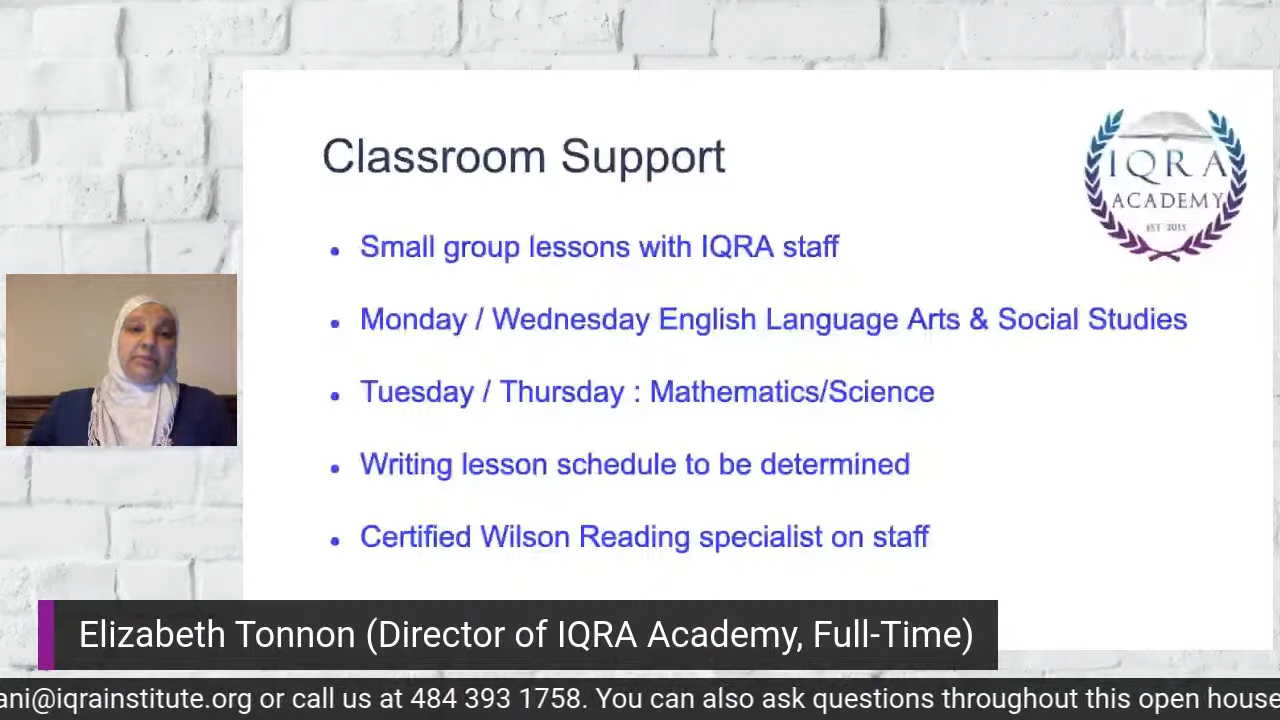 Classroom Support
IQRA
ACADEMY
EST 2015
Small group lessons with IQRA staff
Monday / Wednesday English Language Arts & Social Studies
Tuesday / Thursday : Mathematics/Science
Writing lesson schedule to be determined
Certified Wilson Reading specialist on staff
Elizabeth Tonnon (Director of IQRA Academy, Full-Time)
ani@iqrainstitute.org or call us at 484 393 1758. You can also ask questions throughout this open house